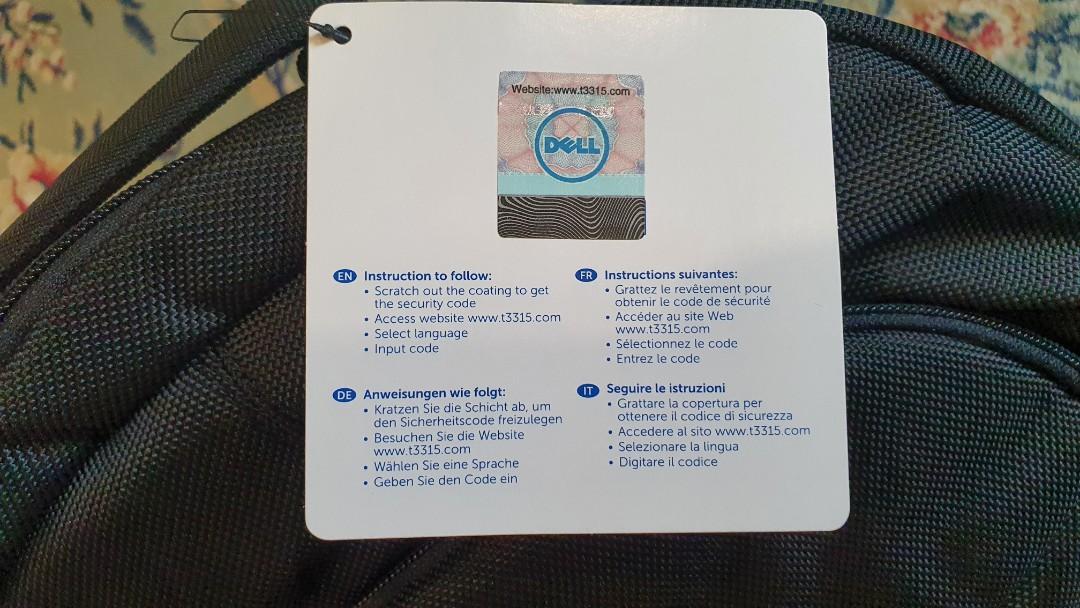 Website:www.t3315.com
DELL
EN Instruction to follow:
• Scratch out the coating to get
the security code
• Access website www.t3315.com
• Select language
• Input code
FR Instructions suivantes:
• Grattez le revêtement pour
obtenir le code de sécurité
• Accéder au site Web
www.t3315.com
• Sélectionnez le code
• Entrez le code
DE Anweisungen wie folgt:
• Kratzen Sie die Schicht ab, um
den Sicherheitscode freizulegen
• Besuchen Sie die Website
www.t3315.com
• Wählen Sie eine Sprache
• Geben Sie den Code ein
IT Seguire le istruzioni
• Grattare la copertura per
ottenere il codice di sicurezza
• Accedere al sito www.t3315.com
• Selezionare la lingua
• Digitare il codice